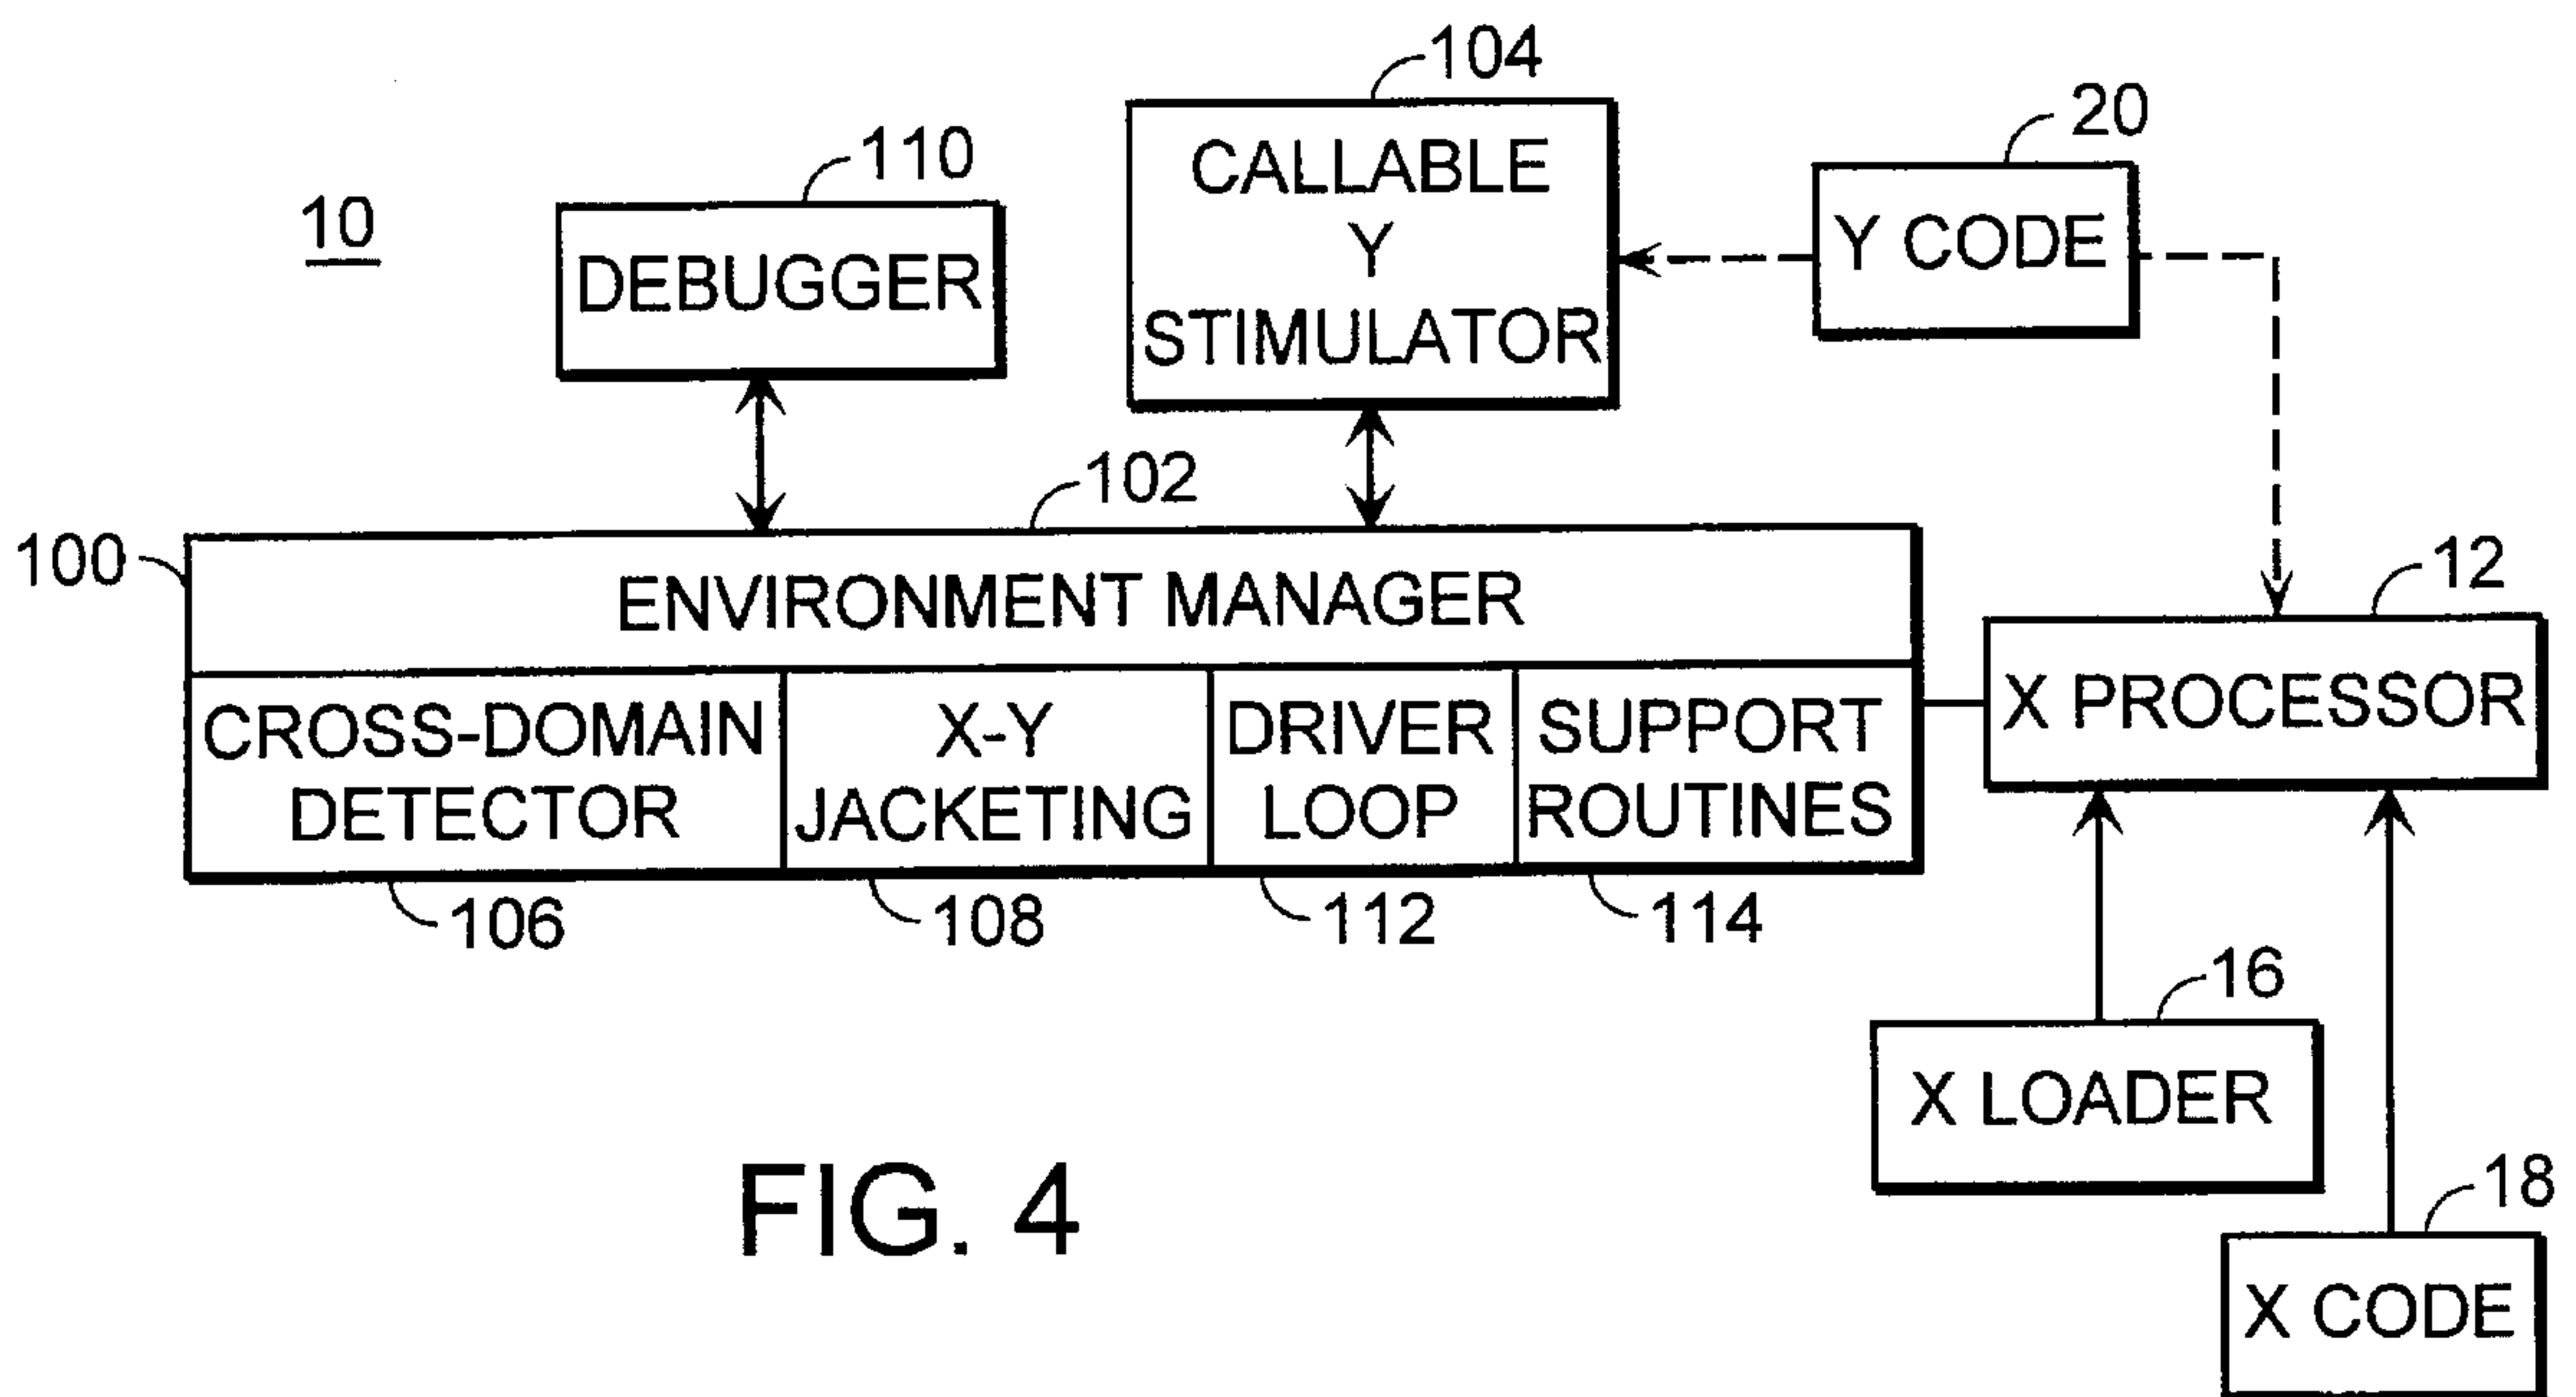 104
20
110
10
CALLABLE
Y
STIMULATOR
Y CODE
DEBUGGER
102
100
12
ENVIRONMENT MANAGER
X PROCESSOR
CROSS-DOMAIN
DETECTOR
X-Y
JACKETING
DRIVER
LOOP
SUPPORT
ROUTINES
106
108
112
114
16
X LOADER
18
X CODE
FIG. 4